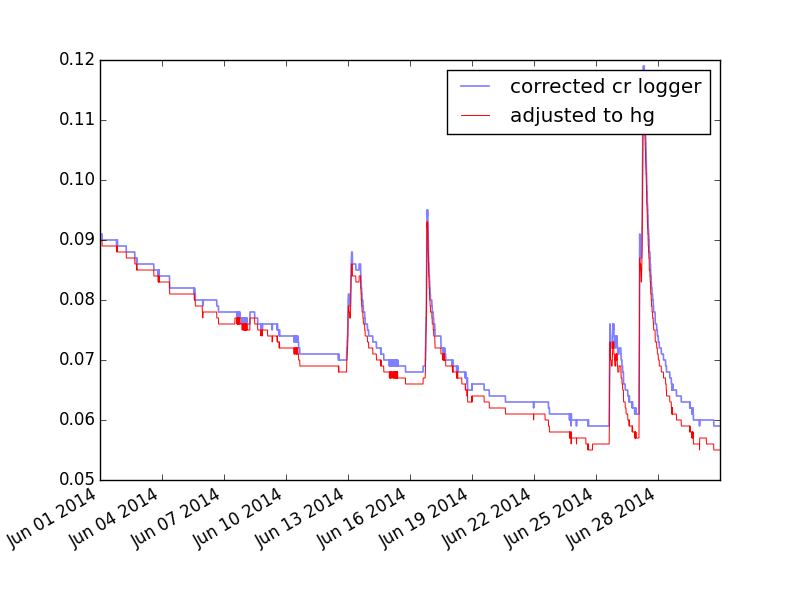 0.12
corrected cr logger
adjusted to hg
0.11
0.10
0.09
0.08
0.07
0.06
0.05
Jun 01 2014
Jun 04 2014
Jun 07 2014
Jun 10 2014
Jun 13 2014
Jun 16 2014
Jun 19 2014
Jun 22 2014
Jun 25 2014
Jun 28 2014